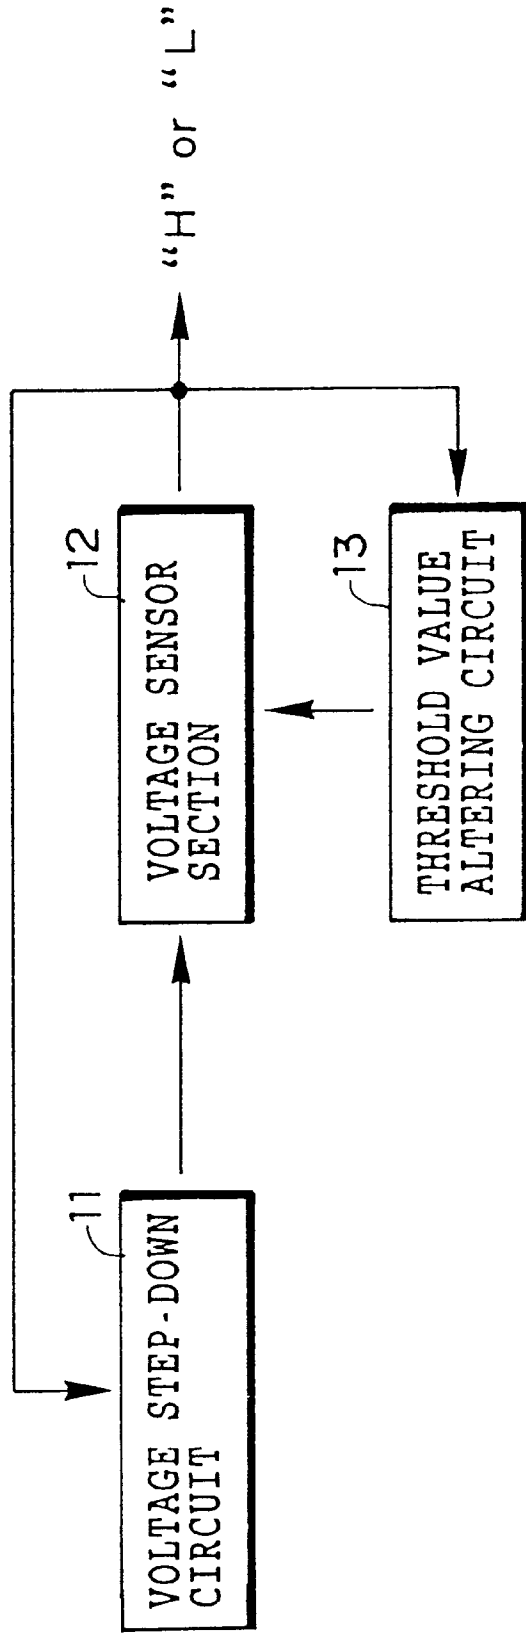 11
VOLTAGE STEP-DOWN
CIRCUIT
12
VOLTAGE SENSOR
SECTION
"H" or "L"
13
THRESHOLD VALUE
ALTERING CIRCUIT